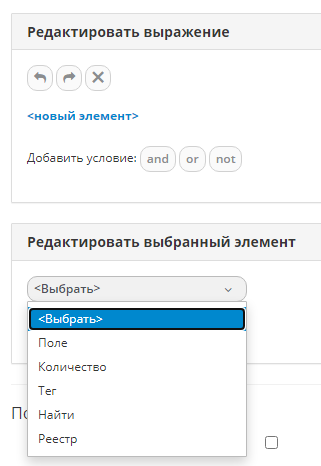 Редактировать выражение
<новый элемент>
Добавить условие: and or not
Редактировать выбранный элемент
<Выбрать>
<Выбрать>
Поле
Количество
Тег
Найти
Реестр